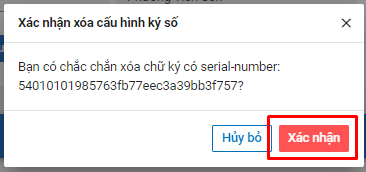 Xác nhận xóa cấu hình ký số
Bạn có chắc chắn xóa chữ ký có serial-number:
54010101985763fb77eec3a39bb3f757?
Hủy bỏ
Xác nhận